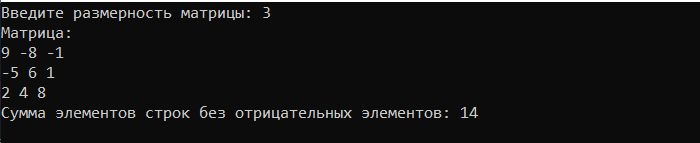 Введите размерность матрицы: 3
Матрица:
9 -8 -1
-5 6 1
2 4 8
Сумма элементов строк без отрицательных элементов: 14